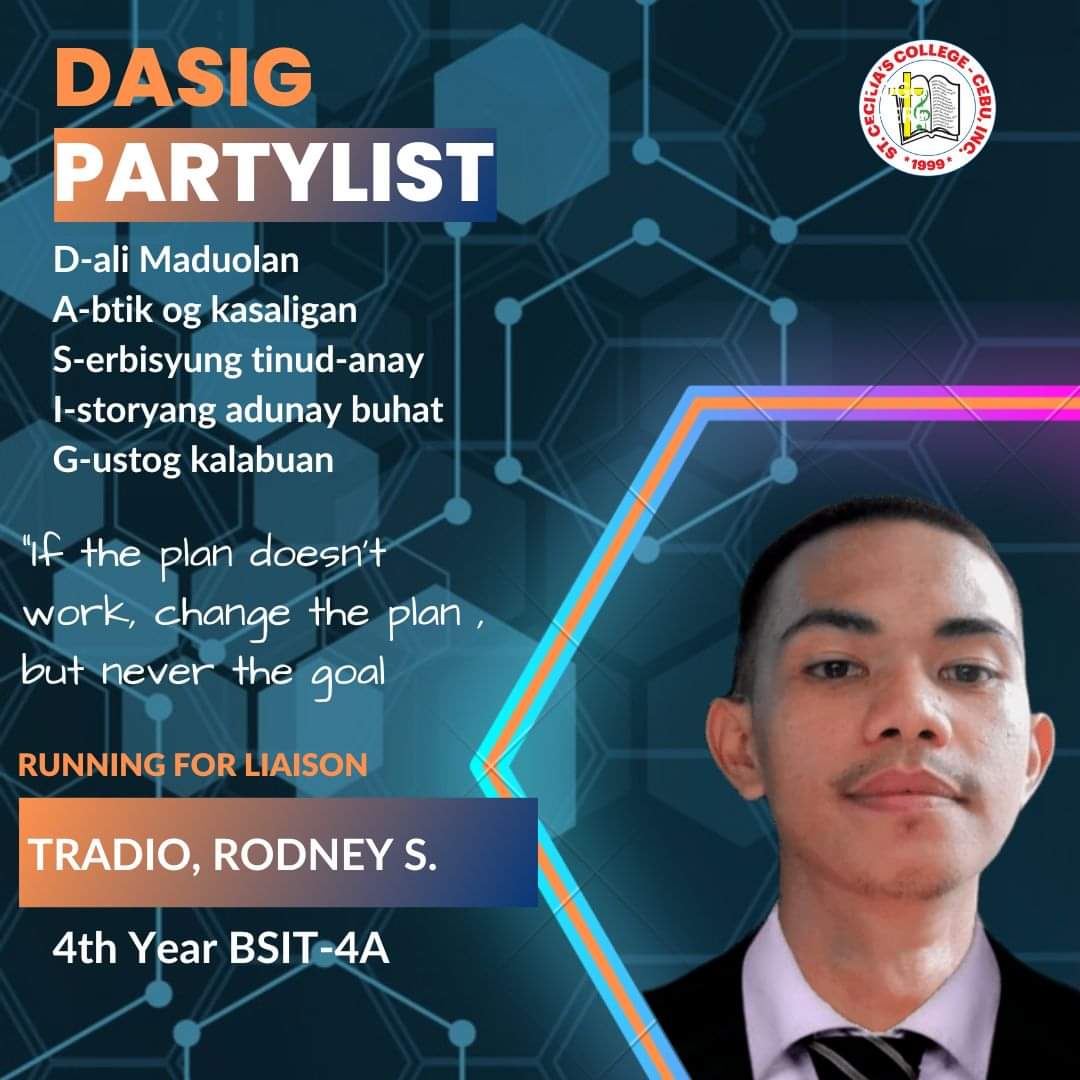 DASIG
PARTYLIST
D-ali Maduolan
A-btik og kasaligan
S-erbisyung tinud-anay
I-storyang adunay buhat
G-ustog kalabuan
"If the plan doesn't
work, change the plan ,
but never the goal
RUNNING FOR LIAISON
TRADIO, RODNEY S.
4th Year BSIT-4A
ST. CECILIA'S COLLEGE - CEBU, INC.
* 1999 *